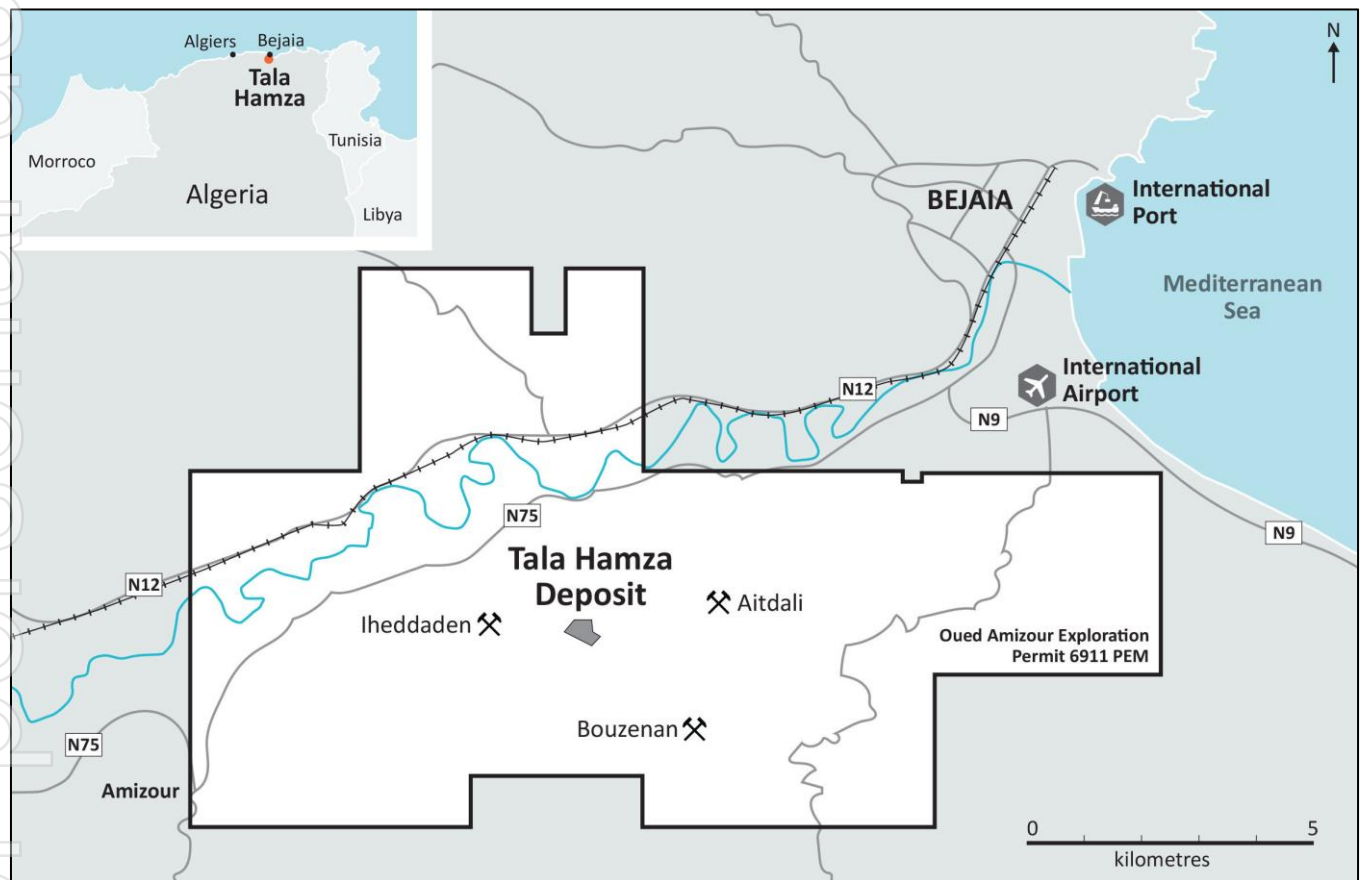 Algiers
Bejaia
Tala
Hamza
Tunisia
Morroco
Algeria
Libya
N
BEJAIA
International
Port
Mediterranean
Sea
International
Airport
N12
N9
N75
N9
Tala Hamza
Deposit
N12
Aitdali
Iheddaden
Oued Amizour Exploration
Permit 6911 PEM
Bouzenan
N75
Amizour
0
5
kilometres